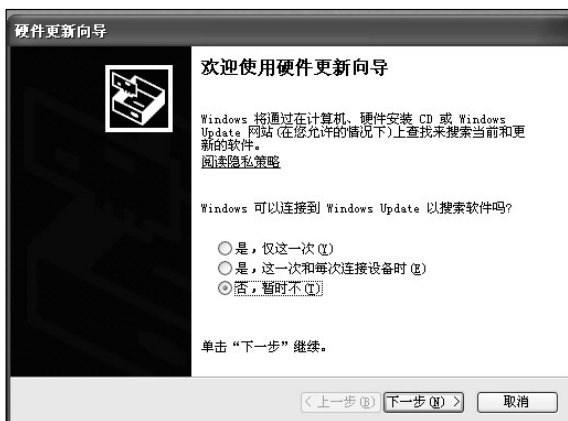 硬件更新向导
欢迎使用硬件更新向导
Windows 将通过在计算机、硬件安装 CD 或 Windows
Update 网站(在您允许的情况下)上查找来搜索当前和更
新的软件。
阅读隐私策略
Windows 可以连接到 Windows Update 以搜索软件吗?
是，仅这一次(Y)
是，这一次和每次连接设备时(E)
否，暂时不(T)
单击“下一步”继续。
< 上一步(B) 下一步(N) > 取消